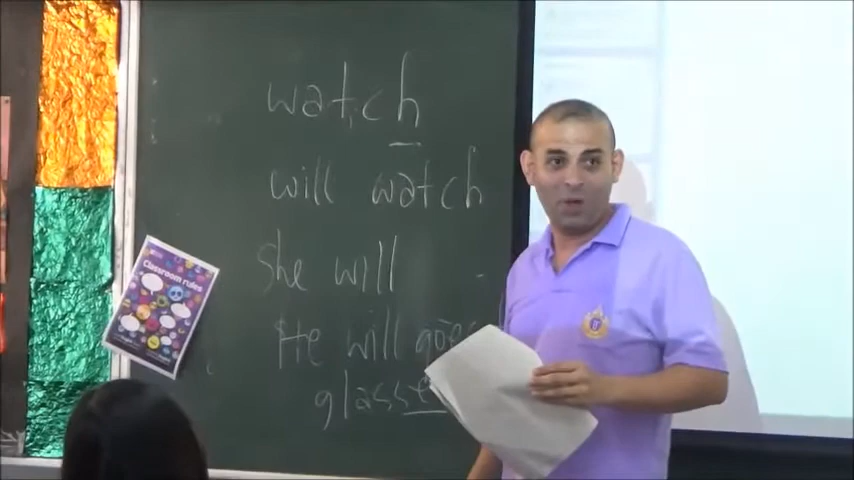 watch
will watch
she will
He will goes
glasses
Classroom rules